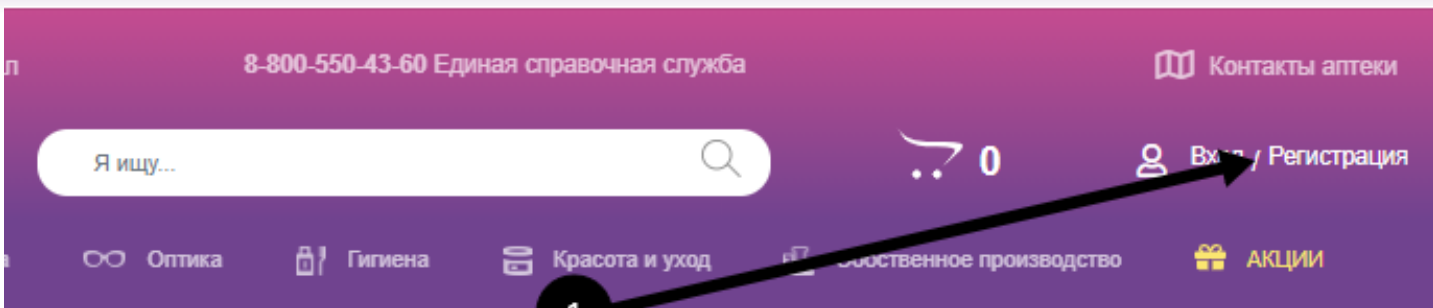 8-800-550-43-60 Единая справочная служба
Контакты аптеки
Я ищу...
0
/ Регистрация
Оптика
Гигиена
Красота и уход
производство
АКЦИИ